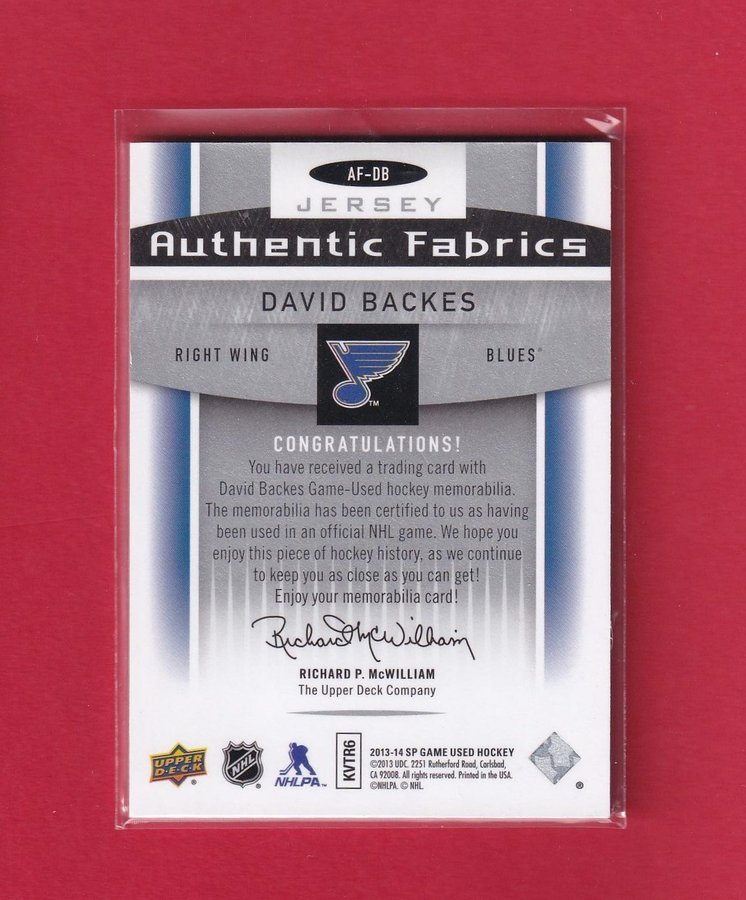 AF-DB
JERSEY
Authentic Fabrics
DAVID BACKES
RIGHT WING
BLUES
TM
CONGRATULATIONS!
You have received a trading card with
David Backes Game-Used hockey memorabilia.
The memorabilia has been certified to us as having
been used in an official NHL game. We hope you
enjoy this piece of hockey history, as we continue
to keep you as close as you can get!
Enjoy your memorabilia card!
Richard McWilliam
RICHARD P. McWILLIAM
The Upper Deck Company
UPPER
DECK
®
NHL
®
NHLPA
KVTR6
2013-14 SP GAME USED HOCKEY
©2013 UDC. 2251 Rutherford Road, Carlsbad,
CA 92008. All rights reserved. Printed in the USA.
©NHLPA. © NHL.
®